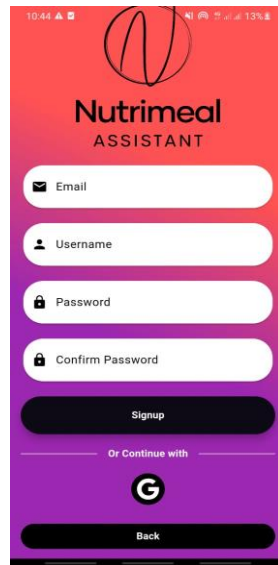 10:44
13%
N
Nutrimeal
ASSISTANT
Email
Username
Password
Confirm Password
Signup
Or Continue with
G
Back